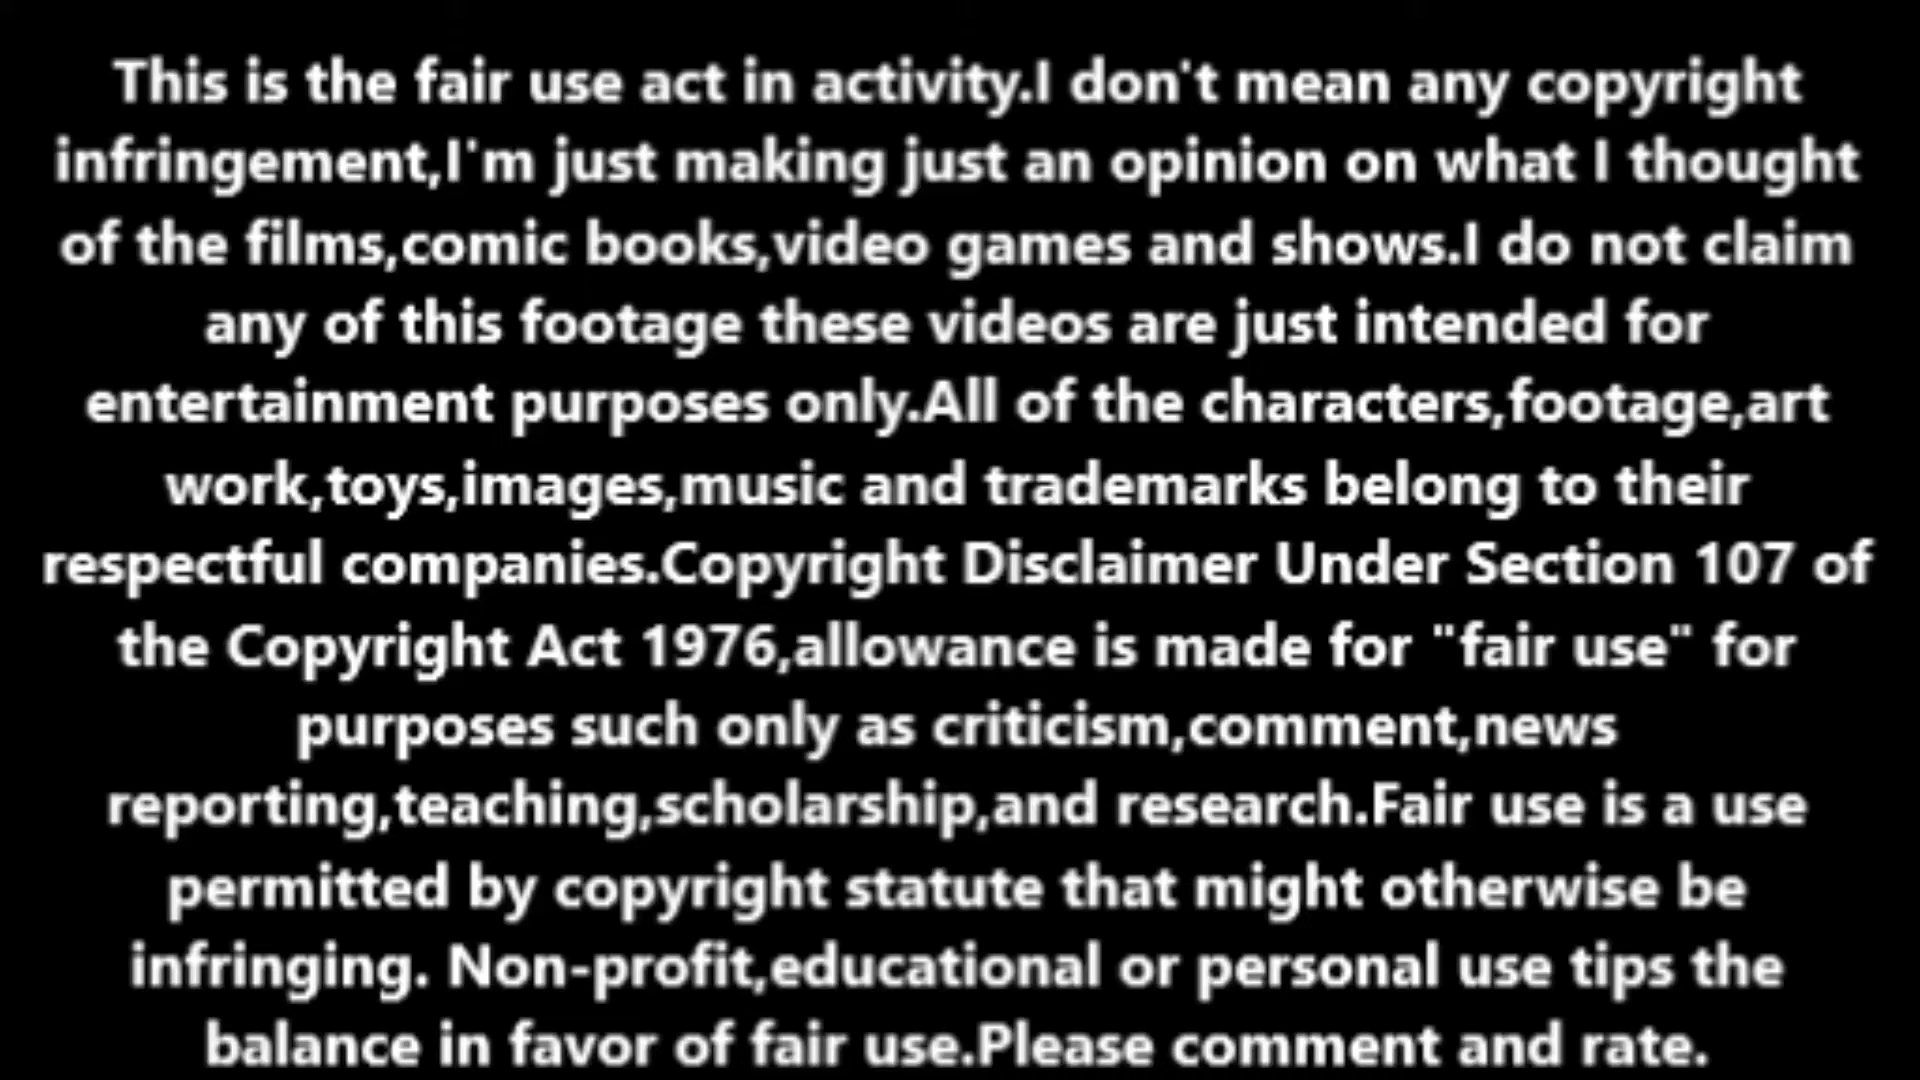 This is the fair use act in activity.I don't mean any copyright
infringement,I'm just making just an opinion on what I thought
of the films,comic books,video games and shows.I do not claim
any of this footage these videos are just intended for
entertainment purposes only.All of the characters,footage,art
work,toys,images,music and trademarks belong to their
respectful companies.Copyright Disclaimer Under Section 107 of
the Copyright Act 1976,allowance is made for "fair use" for
purposes such only as criticism,comment,news
reporting,teaching,scholarship,and research.Fair use is a use
permitted by copyright statute that might otherwise be
infringing. Non-profit,educational or personal use tips the
balance in favor of fair use.Please comment and rate.